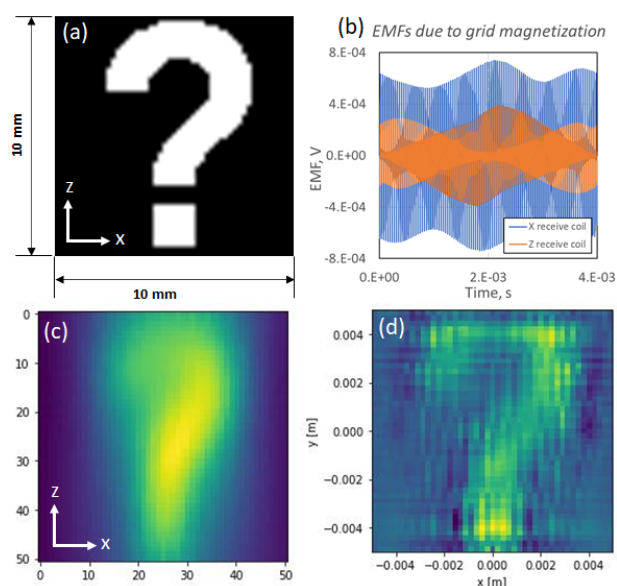 (a)
10 mm
Z
X
10 mm
(b) EMFs due to grid magnetization
8.E-04
4.E-04
0.E+00
-4.E-04
-8.E-04
EMF, V
X receive coil
Z receive coil
0.E+00 2.E-03 4.E-03
Time, s
(c)
0
10
20
30
40
50
Z
X
0 10 20 30 40 50
(d)
0.004
0.002
0.000
−0.002
−0.004
y [m]
−0.004 −0.002 0.000 0.002 0.004
x [m]